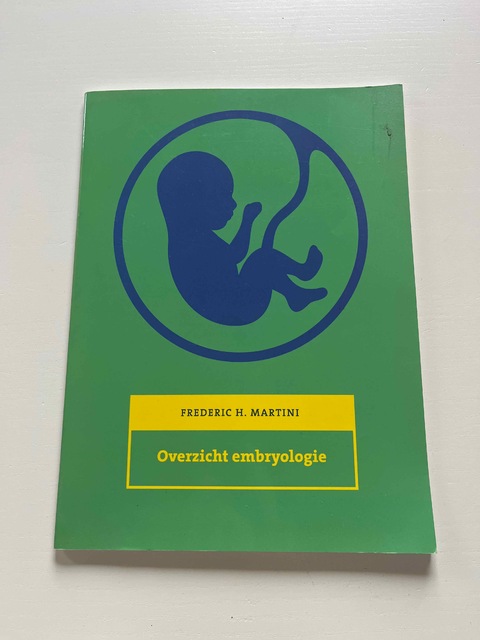 FREDERIC H. MARTINI
Overzicht embryologie